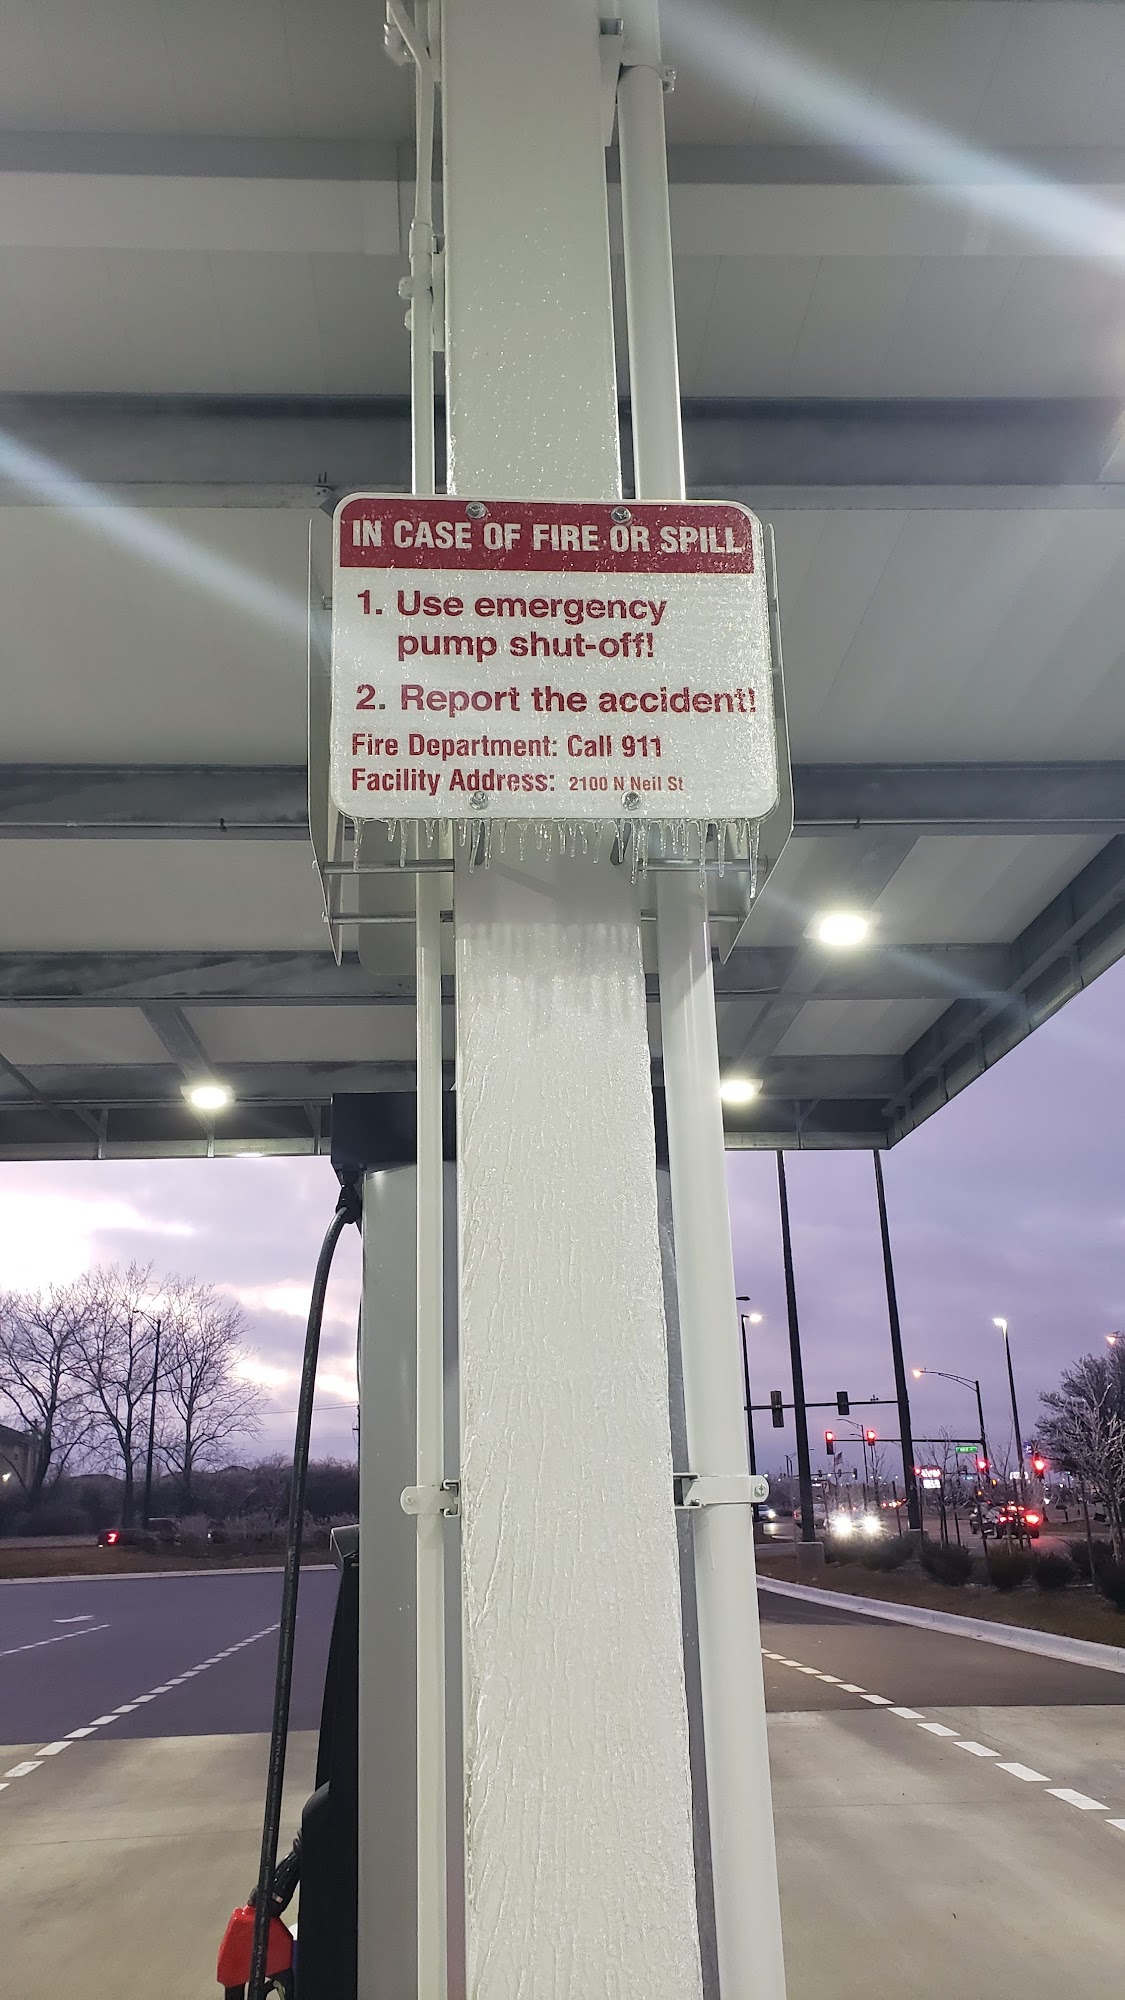 IN CASE OF FIRE OR SPILL
1. Use emergency
pump shut-off!
2. Report the accident!
Fire Department: Call 911
Facility Address: 2100 N Neil St